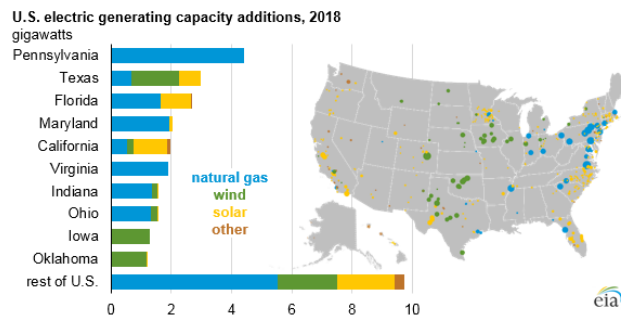 U.S. electric generating capacity additions, 2018
gigawatts
Pennsylvania
Texas
Florida
Maryland
California
Virginia
Indiana
Ohio
Iowa
Oklahoma
rest of U.S.
natural gas
wind
solar
other
0 2 4 6 8 10
eia